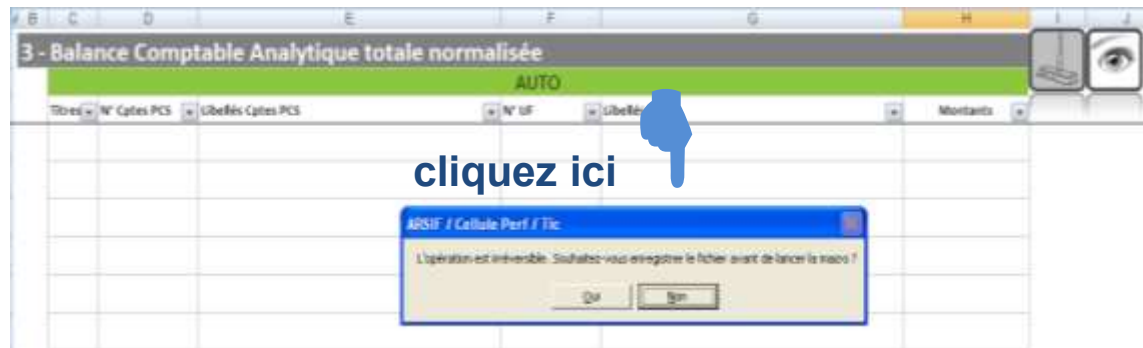 B C D E F G H I J
3 - Balance Comptable Analytique totale normalisée
AUTO
Titres N° Cptes PCS Libellés Cptes PCS N° UF Libellés Montants
cliquez ici
ARSIF / Cellule Perf / Tic
L'opération est irréversible. Souhaitez-vous enregistrer le fichier avant de lancer la macro ?
Oui Non